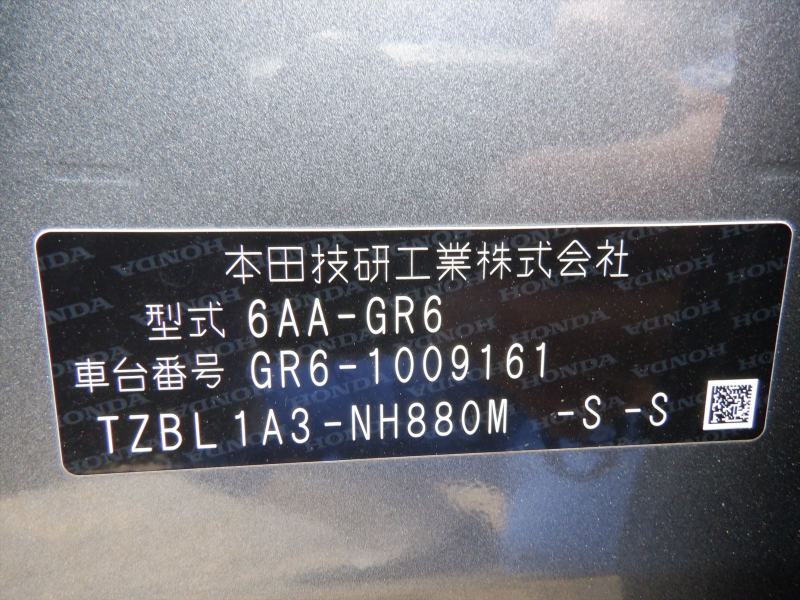 本田技研工業株式会社
型式 6AA-GR6
車台番号 GR6-1009161
TZBL1A3-NH880M -S -S